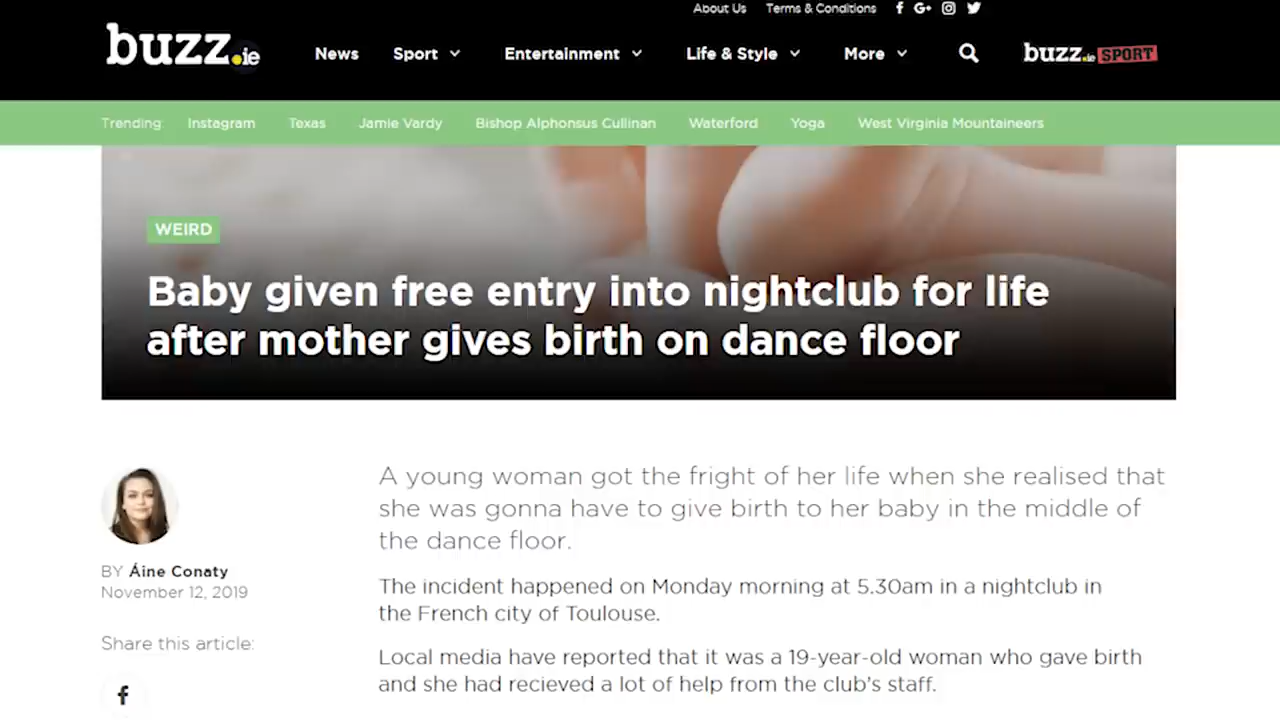 About Us Terms & Conditions
buzz.ie News Sport Entertainment Life & Style More buzz.ie SPORT
Trending: Instagram Texas Jamie Vardy Bishop Alphonsus Cullinan Waterford Yoga West Virginia Mountaineers
WEIRD
Baby given free entry into nightclub for life
after mother gives birth on dance floor
A young woman got the fright of her life when she realised that
she was gonna have to give birth to her baby in the middle of
the dance floor.
BY Áine Conaty
November 12, 2019
Share this article:
The incident happened on Monday morning at 5.30am in a nightclub in
the French city of Toulouse.
Local media have reported that it was a 19-year-old woman who gave birth
and she had recieved a lot of help from the club's staff.